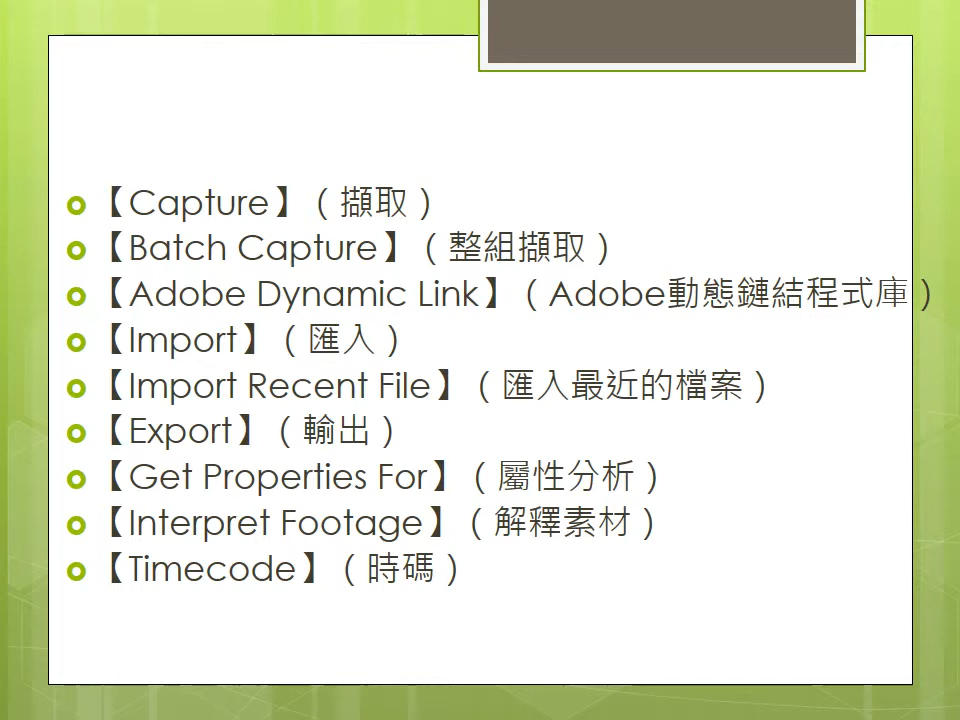 【Capture】（擷取）
【Batch Capture】（整組擷取）
【Adobe Dynamic Link】（Adobe動態鏈結程式庫）
【Import】（匯入）
【Import Recent File】（匯入最近的檔案）
【Export】（輸出）
【Get Properties For】（屬性分析）
【Interpret Footage】（解釋素材）
【Timecode】（時碼）